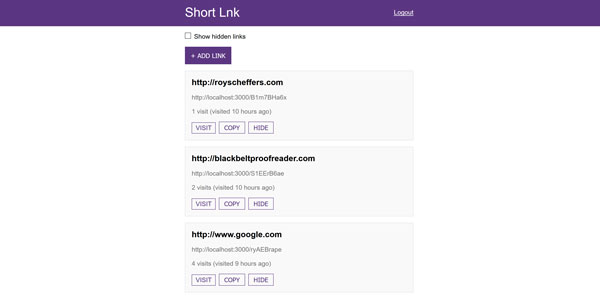 Short Lnk
Logout
Show hidden links
+ ADD LINK
http://royscheffers.com
http://localhost:3000/B1m7BHa6x
1 visit (visited 10 hours ago)
VISIT COPY HIDE
http://blackbeltproofreader.com
http://localhost:3000/S1EErB6ae
2 visits (visited 10 hours ago)
VISIT COPY HIDE
http://www.google.com
http://localhost:3000/ryAEBrape
4 visits (visited 9 hours ago)
VISIT COPY HIDE